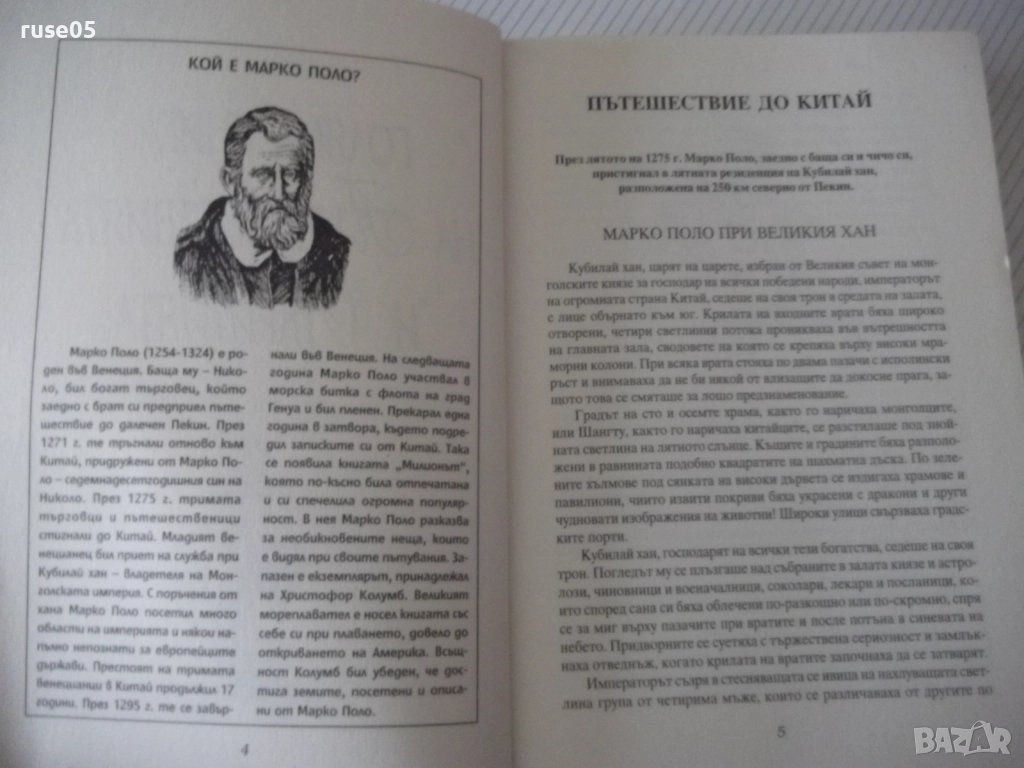 ruse05
КОЙ Е МАРКО ПОЛО?
Марко Поло (1254-1324) е ро-
ден във Венеция. Баща му – Нико-
ло, бил богат търговец, който
заедно с брат си предприел пъте-
шествие до далечен Пекин. През
1271 г. те тръгнали отново към
Китай, придружени от Марко По-
ло – седемнадесетгодишния син на
Николо. През 1275 г. тримата
търговци и пътешественици
стигнали до Китай. Младият ве-
нецианец бил приет на служба при
Кубилай хан – владетеля на Мон-
голската империя. С поръчения от
хана Марко Поло посетил много
области на империята и някои на-
пълно непознати за европейците
държави. Престоят на тримата
венецианци в Китай продължил 17
години. През 1295 г. те се завър-
нали във Венеция. На следващата
година Марко Поло участвал в
морска битка с флота на град
Генуа и бил пленен. Прекарал една
година в затвора, където подре-
дил записките си от Китай. Така
се появила книгата „Милионът",
която по-късно била отпечатана
и си спечелила огромна популяр-
ност. В нея Марко Поло разказва
за необикновените неща, които
е видял при своите пътувания. За-
пазен е екземплярът, принадлежал
на Христофор Колумб. Великият
мореплавател е носел книгата със
себе си при плаването, довело до
откриването на Америка. Всъщ-
ност Колумб бил убеден, че дос-
тига земите, посетени и описа-
ни от Марко Поло.
4
ПЪТЕШЕСТВИЕ ДО КИТАЙ
През лятото на 1275 г. Марко Поло, заедно с баща си и чичо си,
пристигнал в лятната резиденция на Кубилай хан,
разположена на 250 км северно от Пекин.
МАРКО ПОЛО ПРИ ВЕЛИКИЯ ХАН
Кубилай хан, царят на царете, избран от Великия съвет на мон-
голските князе за господар на всички победени народи, императорът
на огромната страна Китай, седеше на своя трон в средата на залата,
с лице обърнато към юг. Крилата на входните врати бяха широко
отворени, четири светлинни потока проникваха във вътрешността
на главната зала, сводовете на която се крепяха върху високи мра-
морни колони. При всяка врата стояха по двама пазачи с исполински
ръст и внимаваха да не би някой от влизащите да докосне прага, за-
щото това се смяташе за лошо предзнаменование.
Градът на сто и осемте храма, както го наричаха монголците,
или Шангту, както го наричаха китайците, се разстилаше под зной-
ната светлина на лятното слънце. Къщите и градините бяха разполо-
жени в равнината подобно квадратите на шахматна дъска. По зеле-
ните хълмове под сянката на високи дървета се издигаха храмове и
павилиони, чиито извити покриви бяха украсени с дракони и други
чудновати изображения на животни! Широки улици свързваха градс-
ките порти.
Кубилай хан, господарят на всички тези богатства, седеше на своя
трон. Погледът му се плъзгаше над събраните в залата князе и астро-
лози, чиновници и военачалници, соколари, лекари и посланици, ко-
ито според сана си бяха облечени по-разкошно или по-скромно, спря
се за миг върху пазачите при вратите и после потъна в синевата на
небето. Придворните се суетяха с тържествена сериозност и замлък-
наха отведнъж, когато крилата на вратите започнаха да се затварят.
Императорът съзря в стесняващата се ивица на нахлуващата свет-
лина група от четирима мъже, които се различаваха от другите по
5
BAZAR